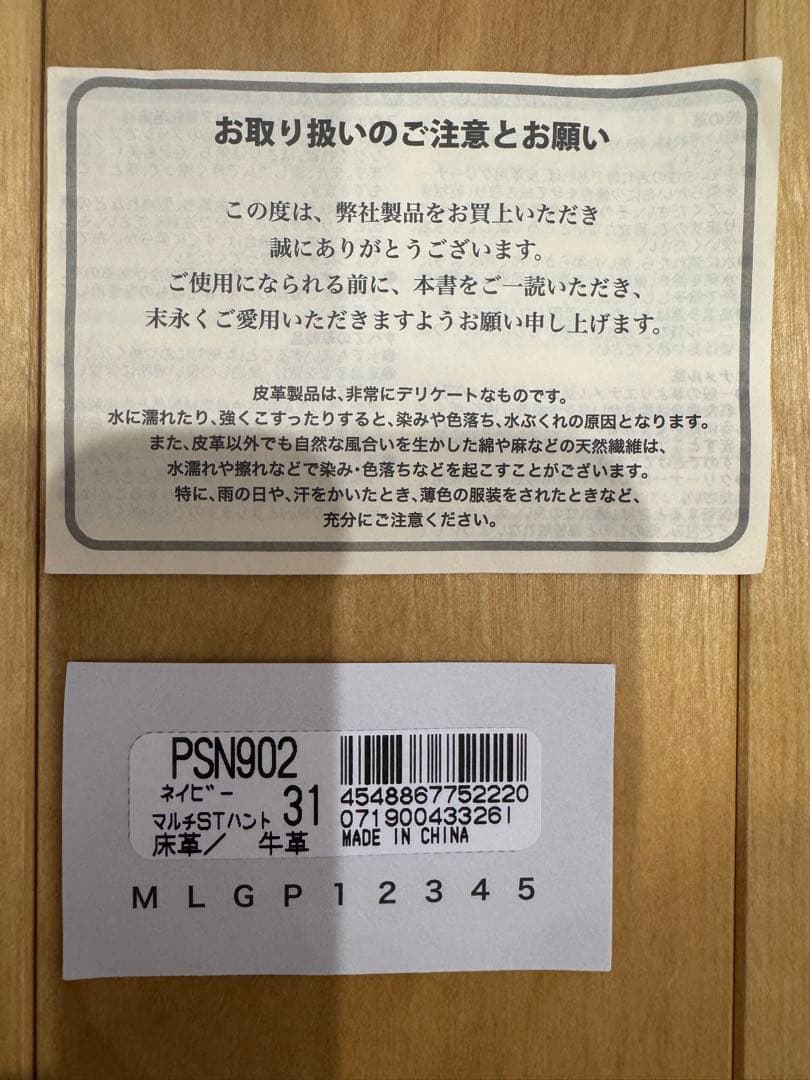 お取り扱いのご注意とお願い
この度は、弊社製品をお買上いただき
誠にありがとうございます。
ご使用になられる前に、本書をご一読いただき、
末永くご愛用いただきますようお願い申し上げます。
皮革製品は、非常にデリケートなものです。
水に濡れたり、強くこすったりすると、染みや色落ち、水ぶくれの原因となります。
また、皮革以外でも自然な風合いを生かした綿や麻などの天然繊維は、
水濡れや擦れなどで染み・色落ちなどを起こすことがございます。
特に、雨の日や、汗をかいたとき、薄色の服装をされたときなど、
充分にご注意ください。
PSN902
ネイビー
マルチSTハント 31
床革/ 牛革
4548867752220
071900433261
MADE IN CHINA
M L G P 1 2 3 4 5